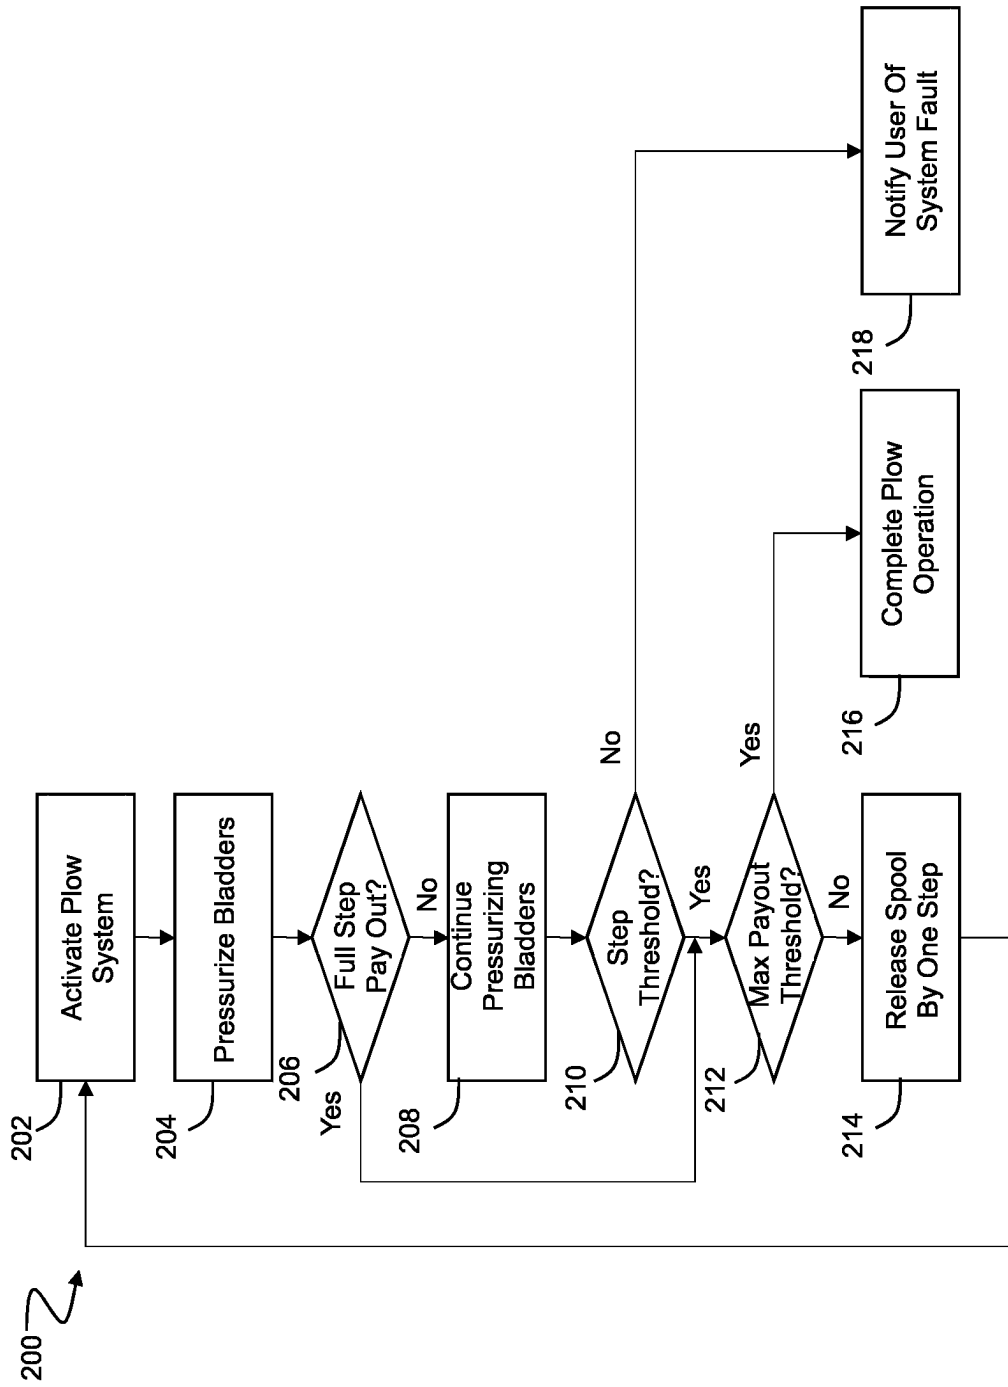 200
202
Activate Plow
System
204
Pressurize Bladders
206
Full Step
Pay Out?
Yes
No
208
Continue
Pressurizing
Bladders
210
Step
Threshold?
No
Yes
212
Max Payout
Threshold?
Yes
No
214
Release Spool
By One Step
216
Complete Plow
Operation
218
Notify User Of
System Fault